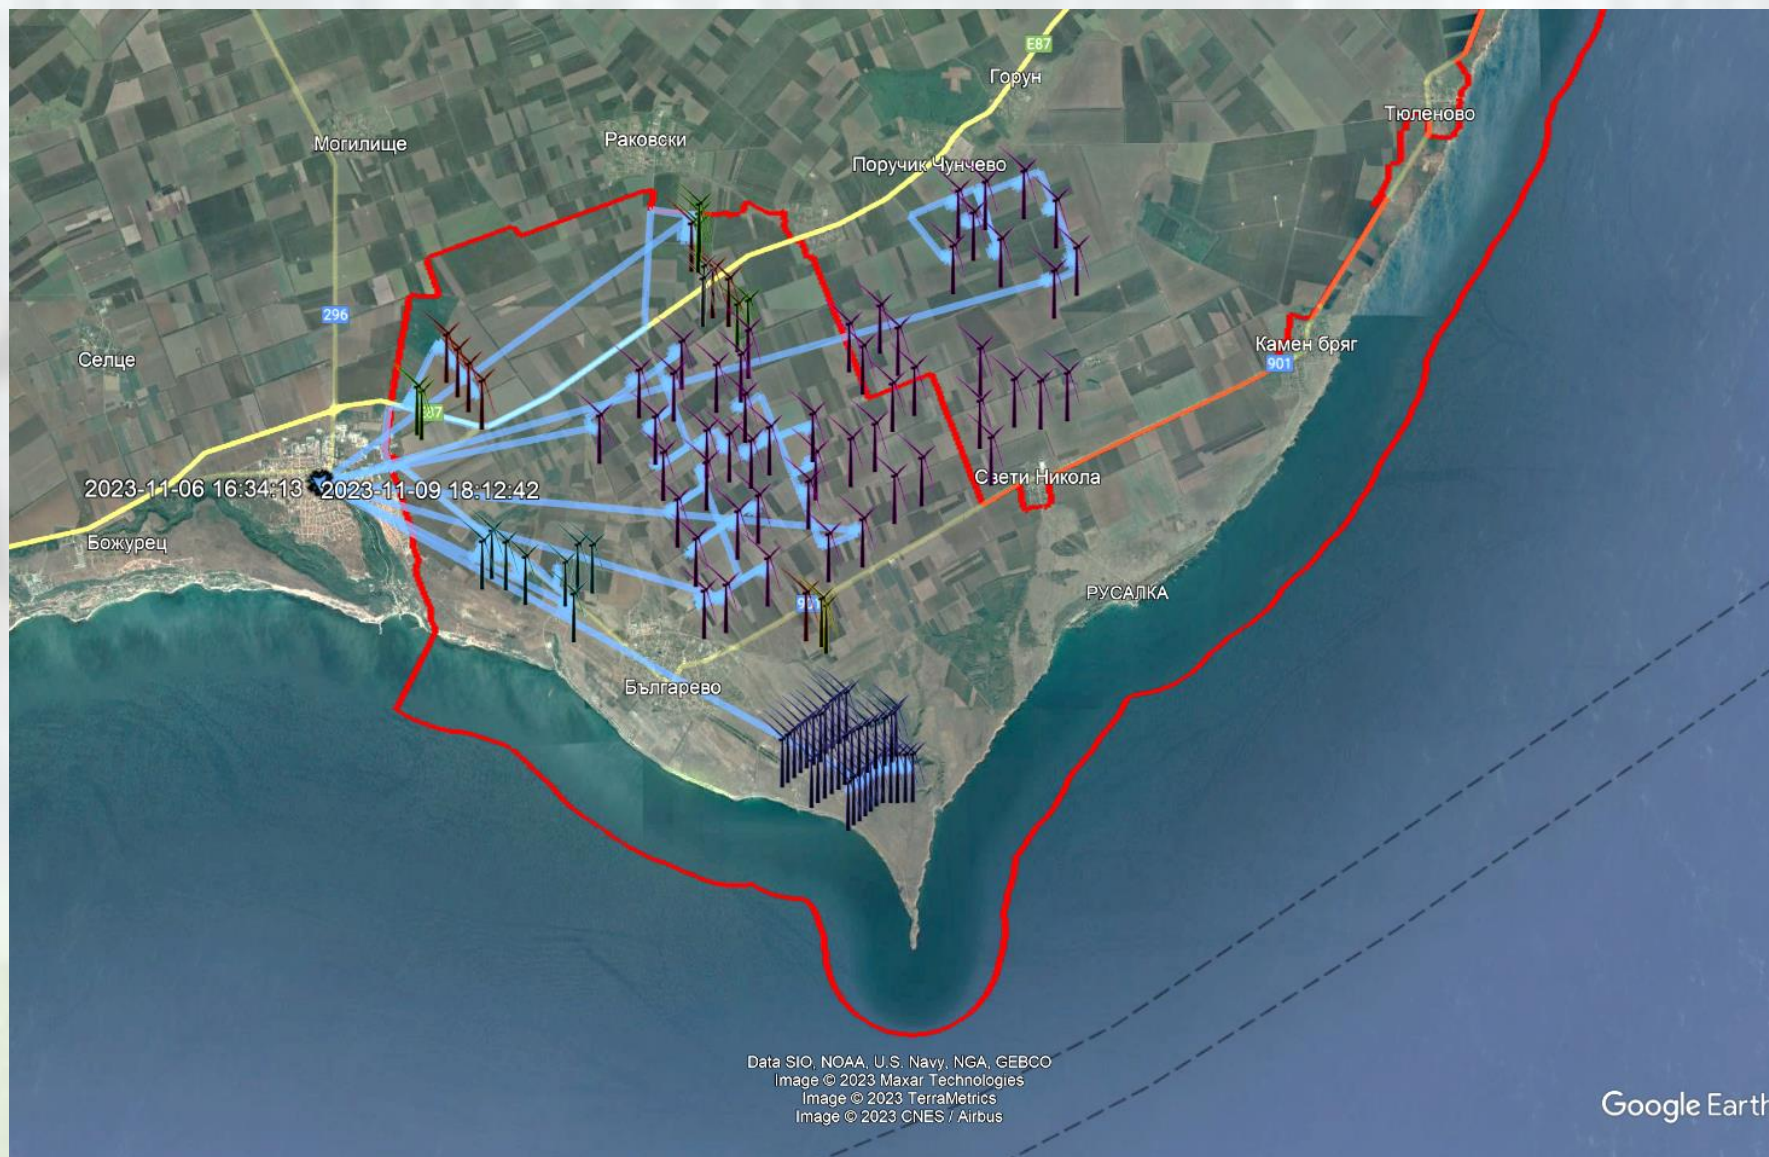 E87
Горун
Тюленово
Могилище
Раковски
Поручик Чунчево
296
Селце
Камен бряг
901
E87
Свети Никола
2023-11-06 16:34:13
2023-11-09 18:12:42
Божурец
РУСАЛКА
901
Българево
Data SIO, NOAA, U.S. Navy, NGA, GEBCO
Image © 2023 Maxar Technologies
Image © 2023 TerraMetrics
Image © 2023 CNES / Airbus
Google Earth